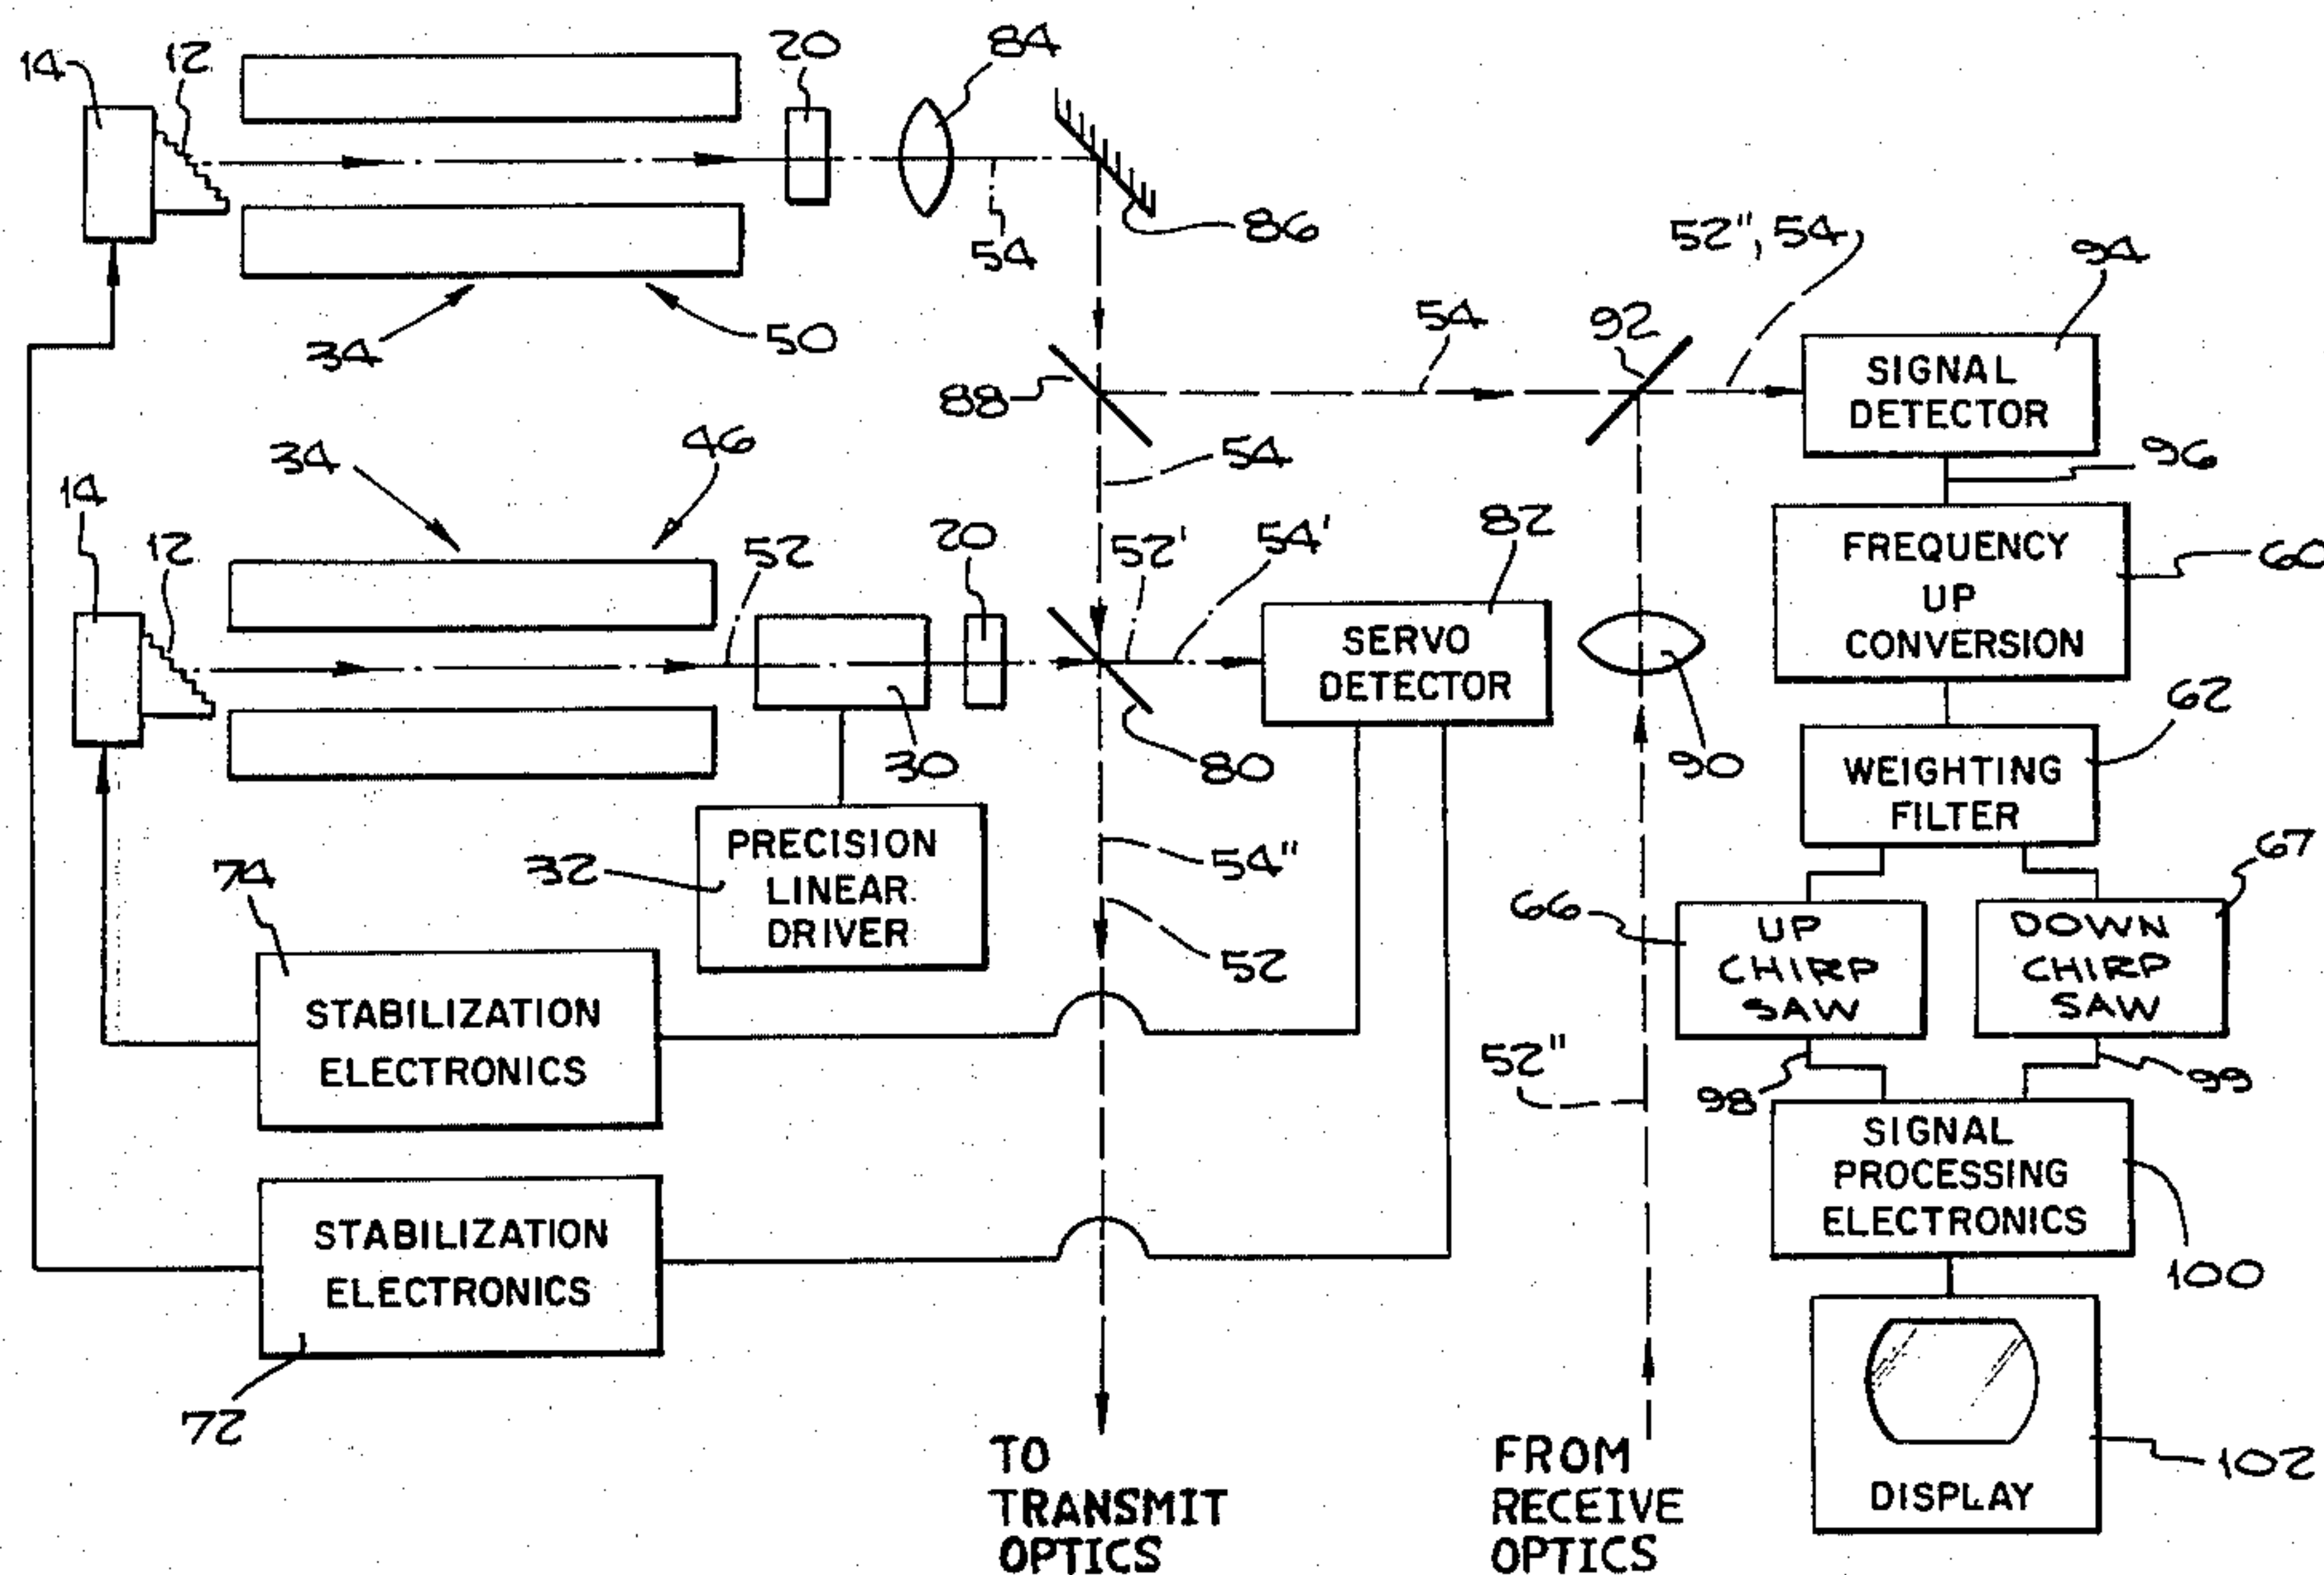 14
12
20
84
54
86
34
50
52", 54
94
54
92
88
SIGNAL
DETECTOR
96
34
46
54
14
12
52
20
52'
54'
82
FREQUENCY
UP
CONVERSION
60
SERVO
DETECTOR
30
80
90
62
WEIGHTING
FILTER
PRECISION
LINEAR
DRIVER
32
54"
52
74
STABILIZATION
ELECTRONICS
66
67
UP
CHIRP
SAW
DOWN
CHIRP
SAW
52"
98
99
SIGNAL
PROCESSING
ELECTRONICS
100
STABILIZATION
ELECTRONICS
72
TO
TRANSMIT
OPTICS
FROM
RECEIVE
OPTICS
DISPLAY
102